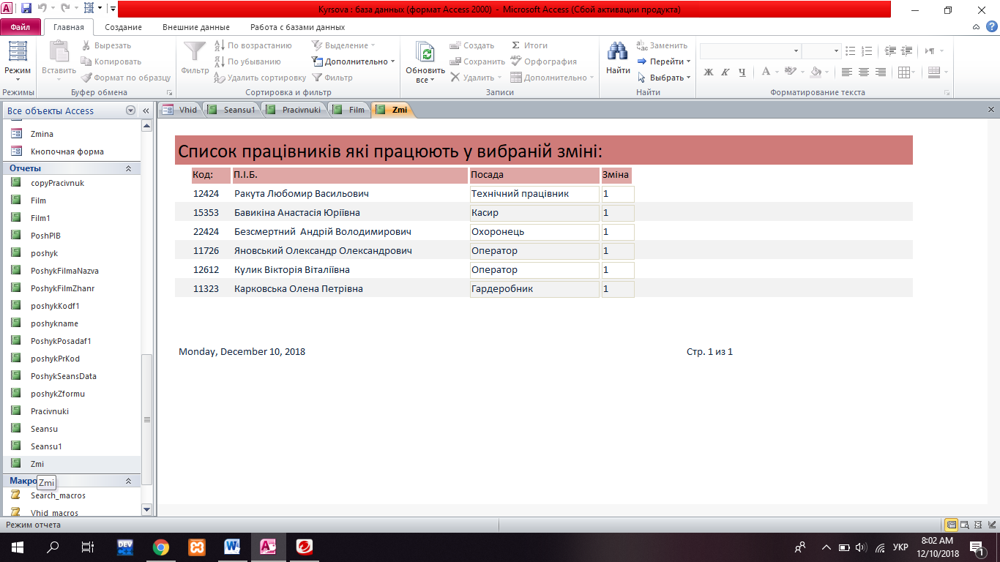 Kyrsova : база данных (формат Access 2000) - Microsoft Access (Сбой активации продукта)
Файл Главная Создание Внешние данные Работа с базами данных
Режим
Режимы
Вставить
Вырезать
Копировать
Формат по образцу
Буфер обмена
Фильтр
По возрастанию
По убыванию
Удалить сортировку
Выделение
Дополнительно
Фильтр
Сортировка и фильтр
Обновить
все
Создать
Сохранить
Удалить
Итоги
Орфография
Дополнительно
Записи
Найти
Заменить
Перейти
Выбрать
Найти
Ж К Ч
Форматирование текста
Все объекты Access
Zmina
Кнопочная форма
Отчеты
copyPracivnuk
Film
Film1
PoshPIB
poshyk
PoshykFilmaNazva
PoshykFilmZhanr
poshykKodf1
poshykname
PoshykPosadaf1
poshykPrKod
PoshykSeansData
poshykZformu
Pracivnuki
Seansu
Seansu1
Zmi
Макро
Zmi
Search_macros
Vhid_macros
Vhid Seansu1 Pracivnuki Film Zmi
Список працівників які працюють у вибраній зміні:
Код: П.І.Б. Посада Зміна
12424 Ракута Любомир Васильович Технічний працівник 1
15353 Бавикіна Анастасія Юріївна Касир 1
22424 Безсмертний Андрій Володимирович Охоронець 1
11726 Яновський Олександр Олександрович Оператор 1
12612 Кулик Вікторія Віталіївна Оператор 1
11323 Карковська Олена Петрівна Гардеробник 1
Monday, December 10, 2018 Стр. 1 из 1
Режим отчета
DEV
УКР
8:02 AM
12/10/2018
1